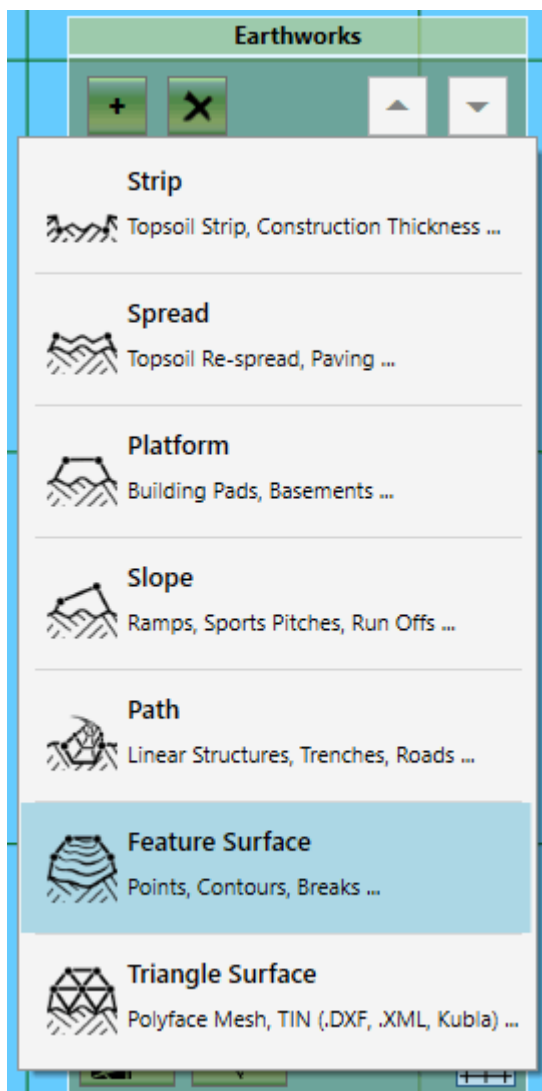 Earthworks
Strip
Topsoil Strip, Construction Thickness ...
Spread
Topsoil Re-spread, Paving ...
Platform
Building Pads, Basements ...
Slope
Ramps, Sports Pitches, Run Offs ...
Path
Linear Structures, Trenches, Roads ...
Feature Surface
Points, Contours, Breaks ...
Triangle Surface
Polyface Mesh, TIN (.DXF, .XML, Kubla) ...